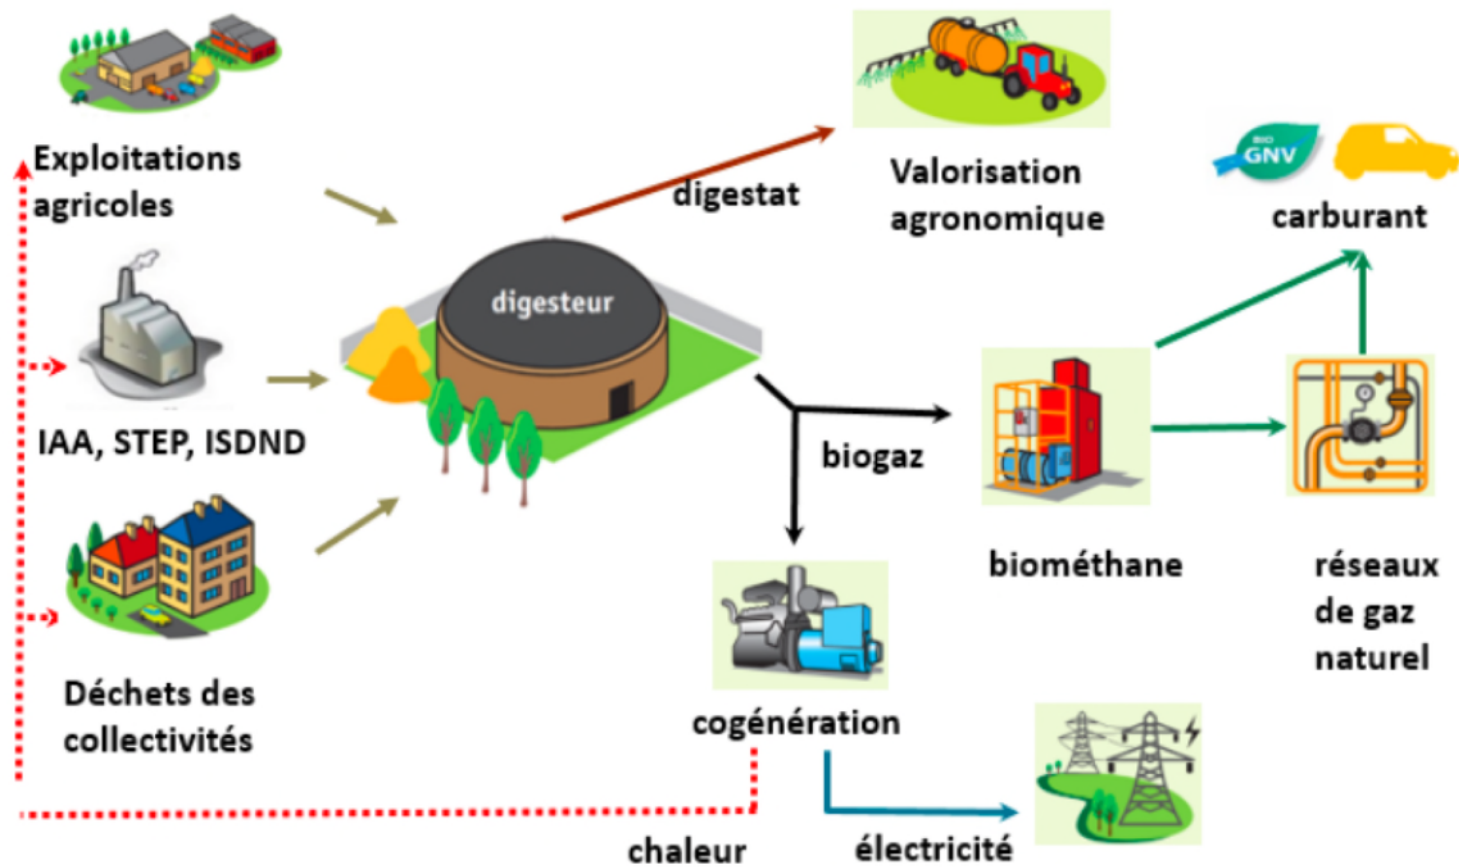 Exploitations
agricoles
IAA, STEP, ISDND
Déchets des
collectivités
digesteur
digestat
Valorisation
agronomique
BIO
GNV
carburant
biogaz
biométhane
réseaux
de gaz
naturel
cogénération
chaleur
électricité